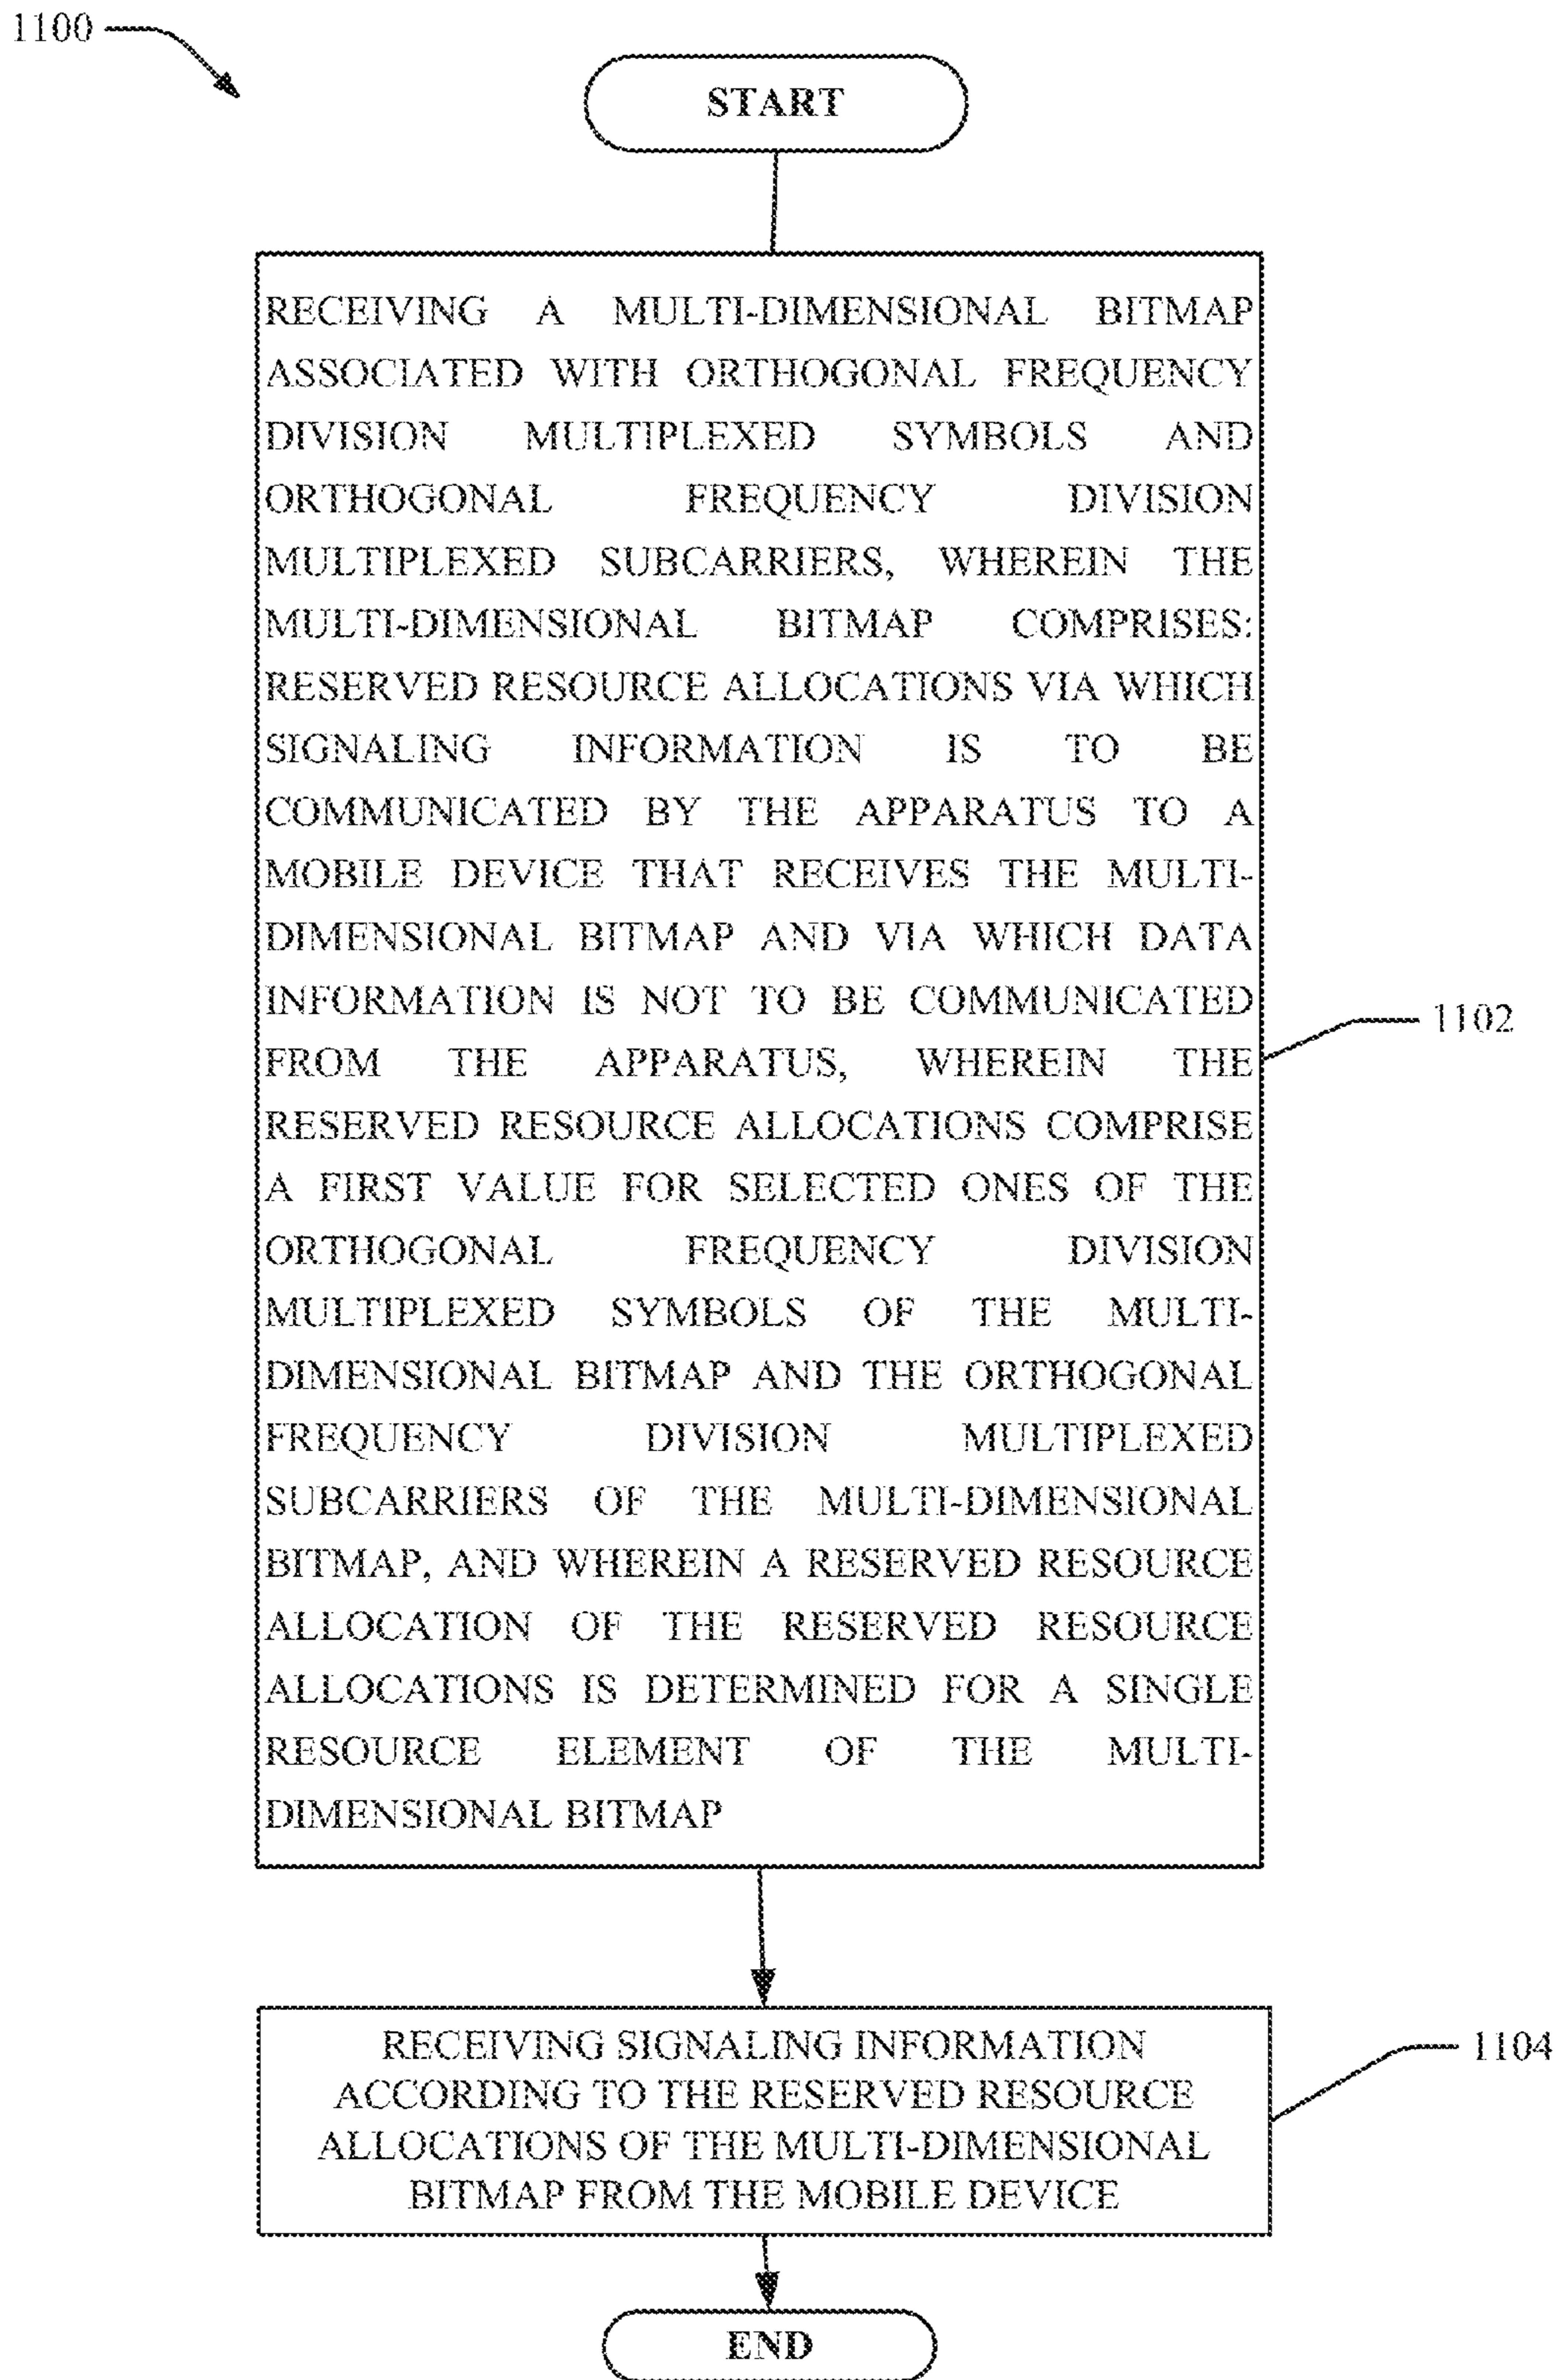 1100
START
RECEIVING A MULTI-DIMENSIONAL BITMAP
ASSOCIATED WITH ORTHOGONAL FREQUENCY
DIVISION MULTIPLEXED SYMBOLS AND
ORTHOGONAL FREQUENCY DIVISION
MULTIPLEXED SUBCARRIERS, WHEREIN THE
MULTI-DIMENSIONAL BITMAP COMPRISES:
RESERVED RESOURCE ALLOCATIONS VIA WHICH
SIGNALING INFORMATION IS TO BE
COMMUNICATED BY THE APPARATUS TO A
MOBILE DEVICE THAT RECEIVES THE MULTI-
DIMENSIONAL BITMAP AND VIA WHICH DATA
INFORMATION IS NOT TO BE COMMUNICATED
FROM THE APPARATUS, WHEREIN THE
RESERVED RESOURCE ALLOCATIONS COMPRISE
A FIRST VALUE FOR SELECTED ONES OF THE
ORTHOGONAL FREQUENCY DIVISION
MULTIPLEXED SYMBOLS OF THE MULTI-
DIMENSIONAL BITMAP AND THE ORTHOGONAL
FREQUENCY DIVISION MULTIPLEXED
SUBCARRIERS OF THE MULTI-DIMENSIONAL
BITMAP, AND WHEREIN A RESERVED RESOURCE
ALLOCATION OF THE RESERVED RESOURCE
ALLOCATIONS IS DETERMINED FOR A SINGLE
RESOURCE ELEMENT OF THE MULTI-
DIMENSIONAL BITMAP
1102
RECEIVING SIGNALING INFORMATION
ACCORDING TO THE RESERVED RESOURCE
ALLOCATIONS OF THE MULTI-DIMENSIONAL
BITMAP FROM THE MOBILE DEVICE
1104
END